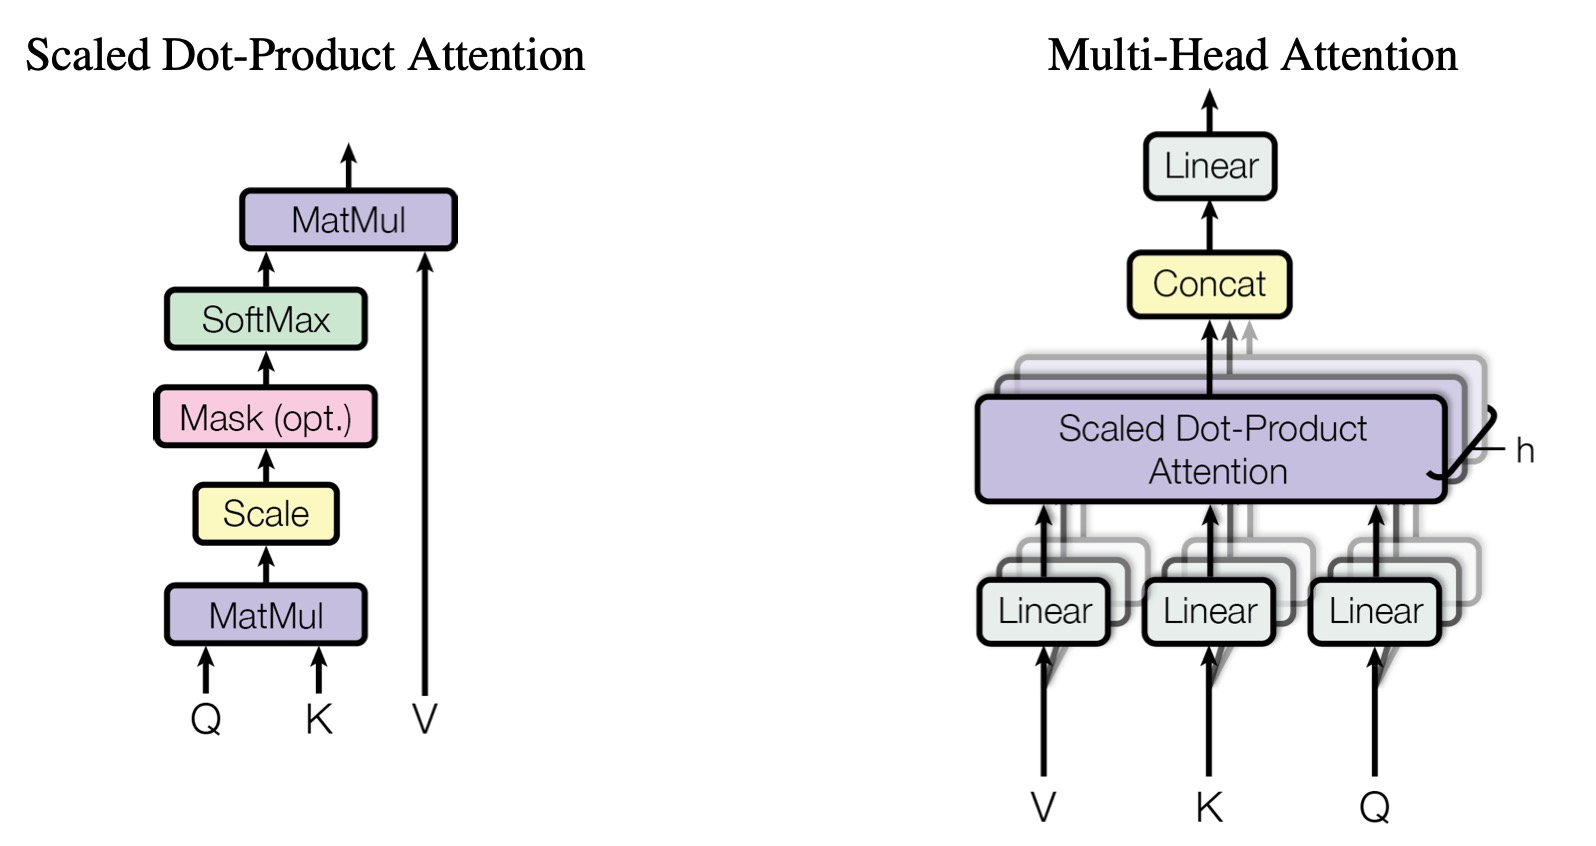 Scaled Dot-Product Attention
MatMul
SoftMax
Mask (opt.)
Scale
MatMul
Q K V
Multi-Head Attention
Linear
Concat
Scaled Dot-Product
Attention
h
Linear Linear Linear
V K Q